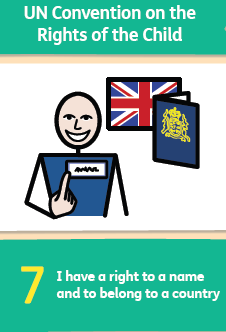 UN Convention on the
Rights of the Child
7
I have a right to a name
and to belong to a country